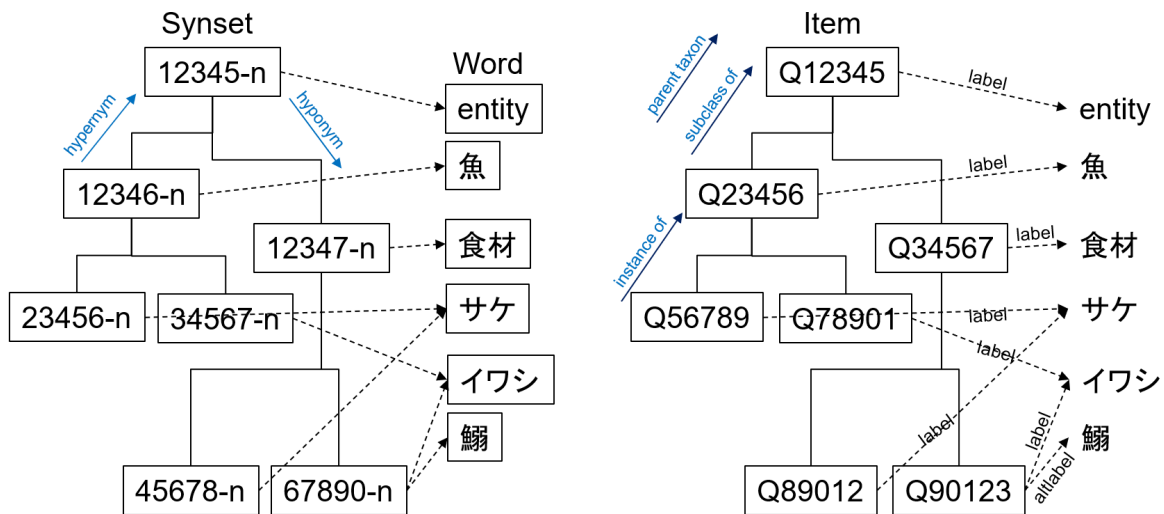 Synset
12345-n
Word
entity
hypernym
hyponym
12346-n
魚
12347-n
食材
23456-n
34567-n
サケ
イワシ
鰯
45678-n
67890-n
Item
parent taxon
subclass of
Q12345
label
entity
Q23456
label
魚
instance of
Q34567
label
食材
Q56789
Q78901
label
サケ
label
イワシ
label
label
鰯
altlabel
Q89012
Q90123